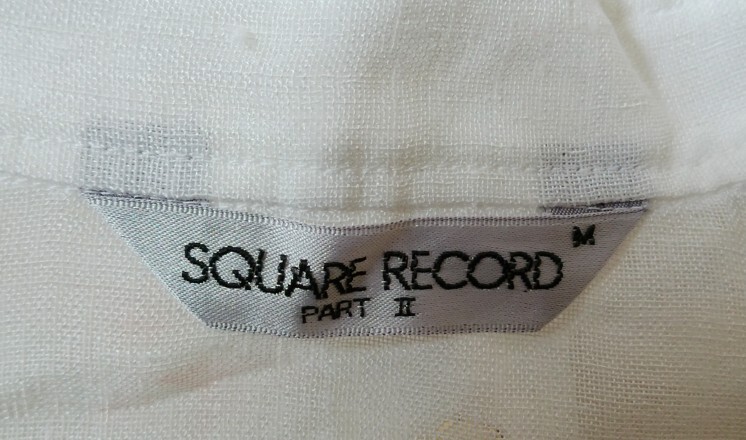 M
SQUARE RECORD
PART II